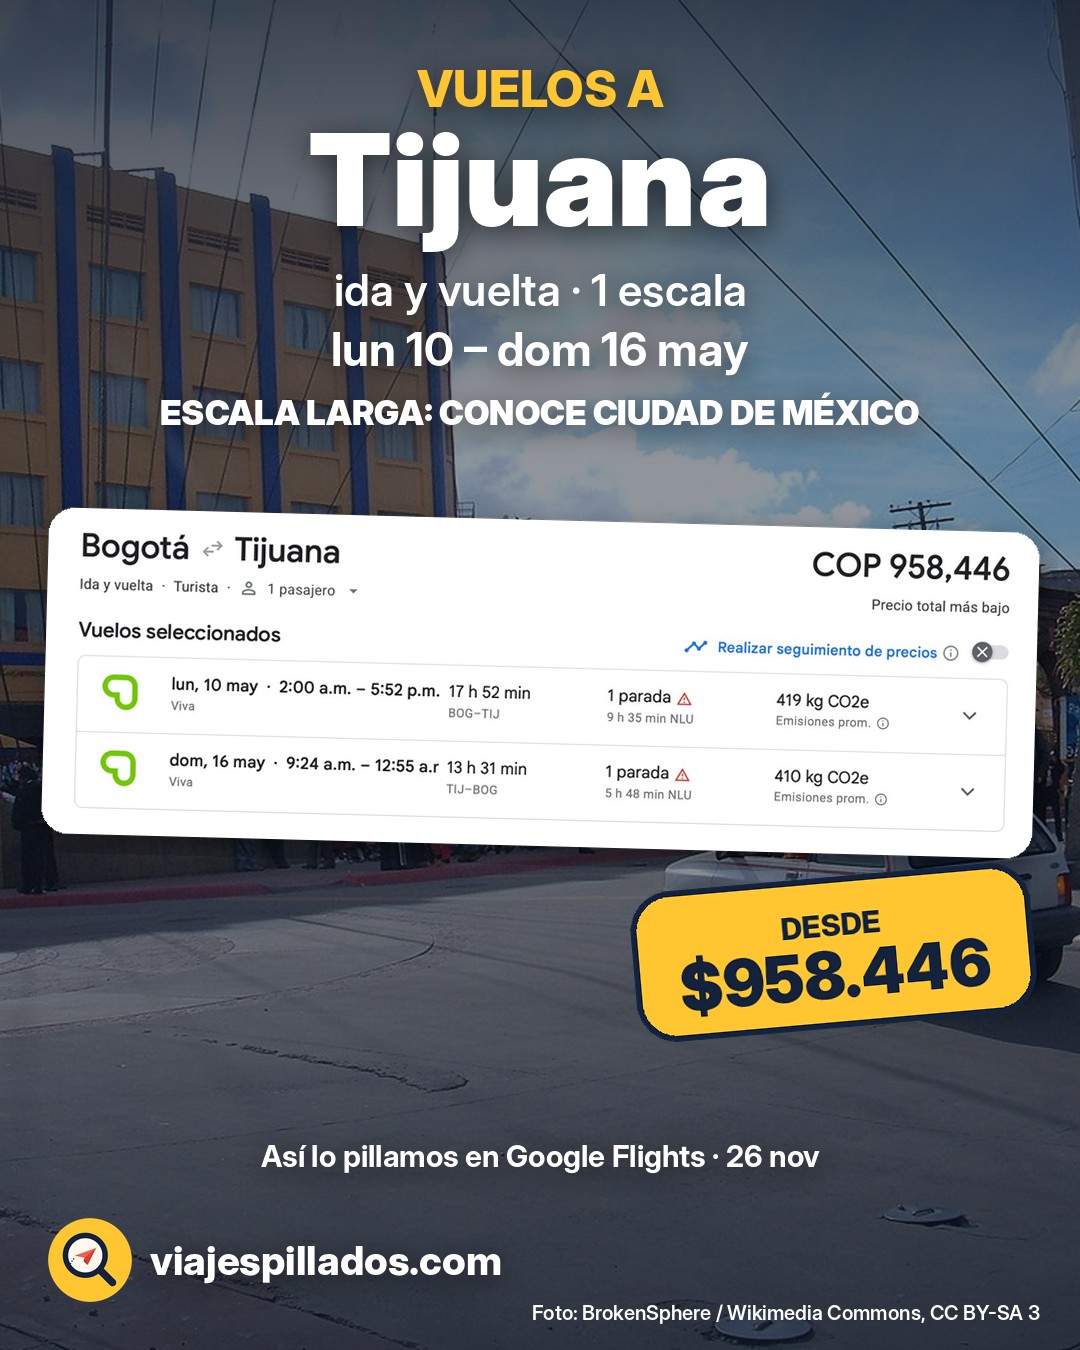 VUELOS A
Tijuana
ida y vuelta · 1 escala
lun 10 – dom 16 may
ESCALA LARGA: CONOCE CIUDAD DE MÉXICO
Bogotá Tijuana
COP 958,446
Ida y vuelta · Turista · 1 pasajero
Precio total más bajo
Vuelos seleccionados
Realizar seguimiento de precios
lun, 10 may · 2:00 a.m. – 5:52 p.m. 17 h 52 min 1 parada 419 kg CO2e
Viva BOG–TIJ 9 h 35 min NLU Emisiones prom.
dom, 16 may · 9:24 a.m. – 12:55 a.r 13 h 31 min 1 parada 410 kg CO2e
Viva TIJ–BOG 5 h 48 min NLU Emisiones prom.
DESDE
$958.446
Así lo pillamos en Google Flights · 26 nov
viajespillados.com
Foto: BrokenSphere / Wikimedia Commons, CC BY-SA 3